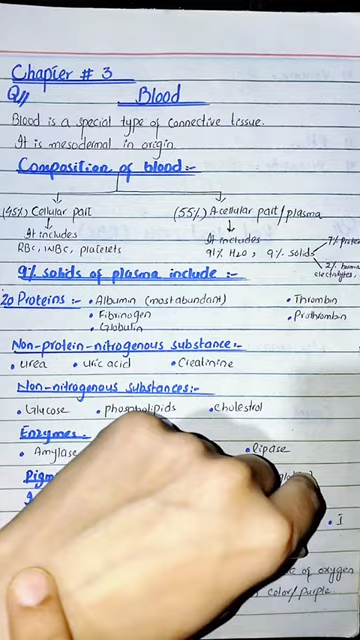 Chapter # 3
Q// Blood
Blood is a special type of connective tissue.
It is mesodermal in origin.
Composition of blood:-
(45%) Cellular part (55%) Acellular part/plasma
It includes It includes
RBC, WBC, platelets 91% H₂O, 9% solids 7% protein
2%
electrolytes,
9% solids of plasma include :-
20 Proteins:- • Albumin (most abundant) • Thrombin
• Fibrinogen • Prothrombin
• Globulin
Non-protein-nitrogenous substance:-
• urea • uric acid • Creatinine
Non-nitrogenous substances:-
• Glucose • phospholipids • Cholestrol
Enzymes
• Amylase • lipase
• I
of oxygen
color/purple